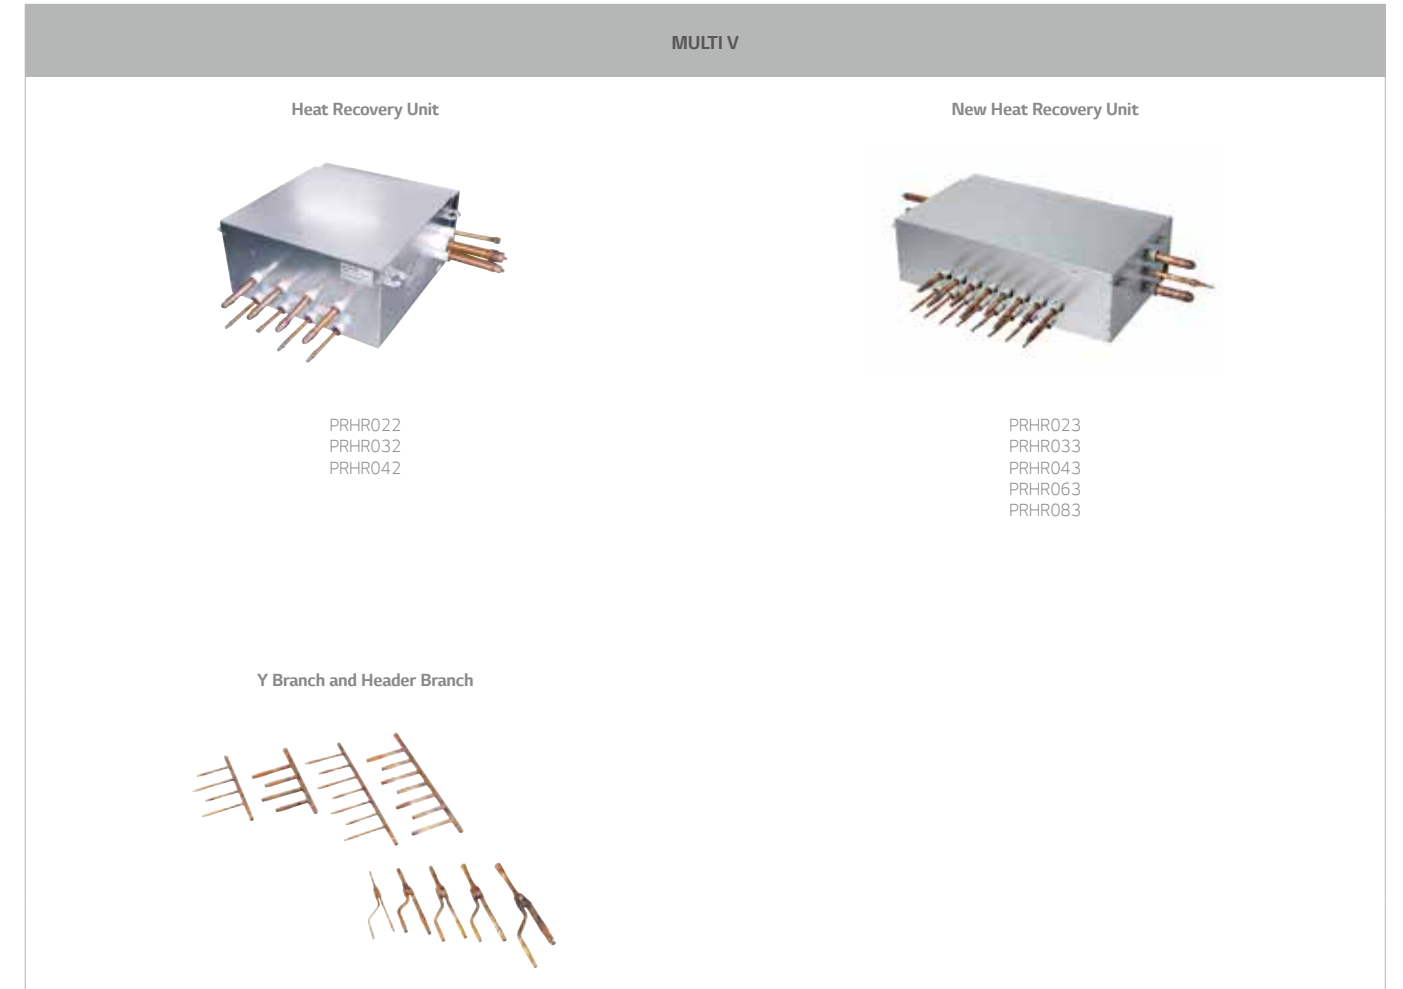 MULTI V
Heat Recovery Unit
PRHR022
PRHR032
PRHR042
New Heat Recovery Unit
PRHR023
PRHR033
PRHR043
PRHR063
PRHR083
Y Branch and Header Branch